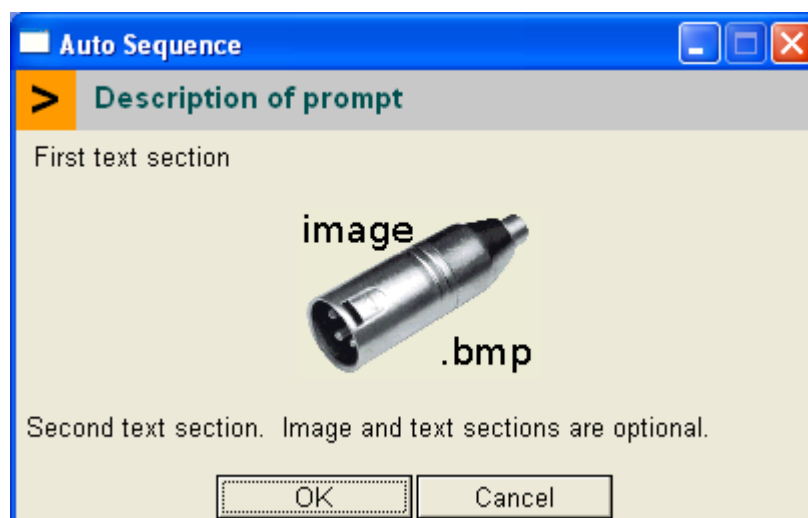 Auto Sequence
> Description of prompt
First text section
image
.bmp
Second text section.  Image and text sections are optional.
OK Cancel